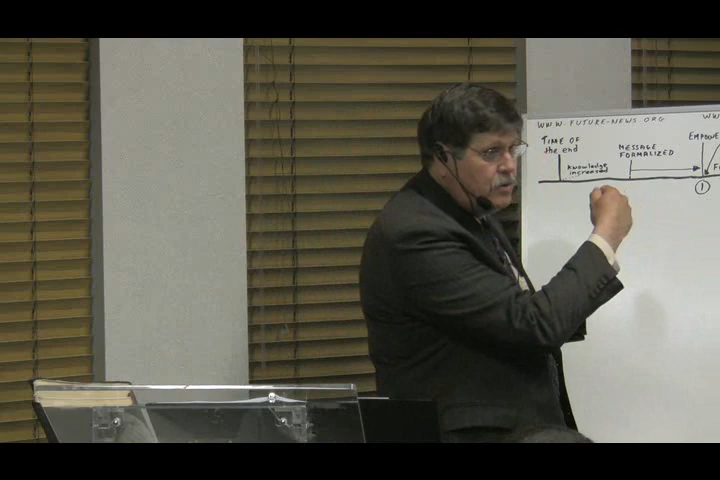 WWW.FUTURE-NEWS.ORG
TIME OF
the end
Knowledge
increased
MESSAGE
FORMALIZED
①